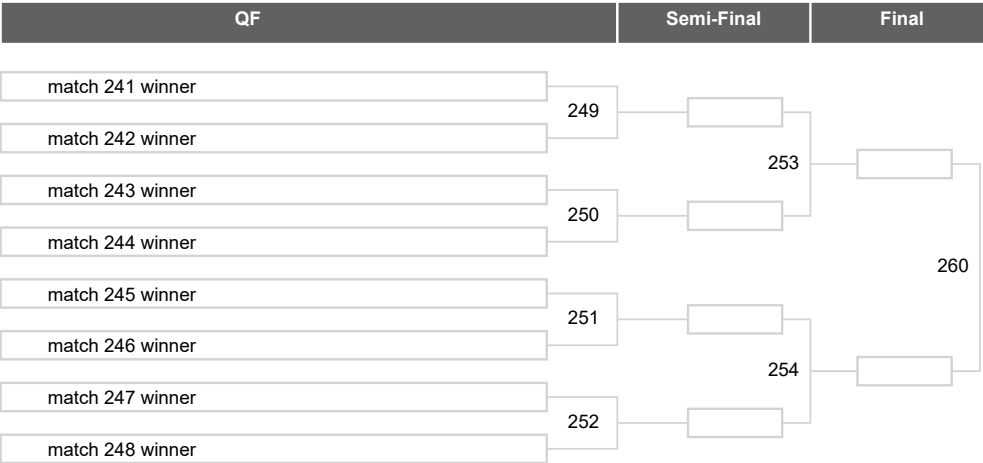 QF Semi-Final Final
match 241 winner
249
match 242 winner
253
match 243 winner
250
match 244 winner
260
match 245 winner
251
match 246 winner
254
match 247 winner
252
match 248 winner